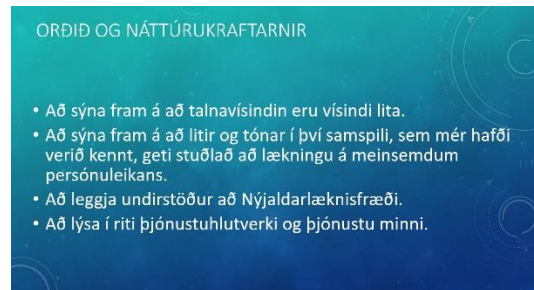 ORÐIÐ OG NÁTTÚRUKRAFTARNIR
• Að sýna fram á að talnavísindin eru vísindi lita.
• Að sýna fram á að litir og tónar í því samspili, sem mér hafði
verið kennt, geti stuðlað að lækningu á meinsemdum
persónuleikans.
• Að leggja undirstöður að Nýjaldarlæknisfræði.
• Að lýsa í riti þjónustuhlutverki og þjónustu minni.